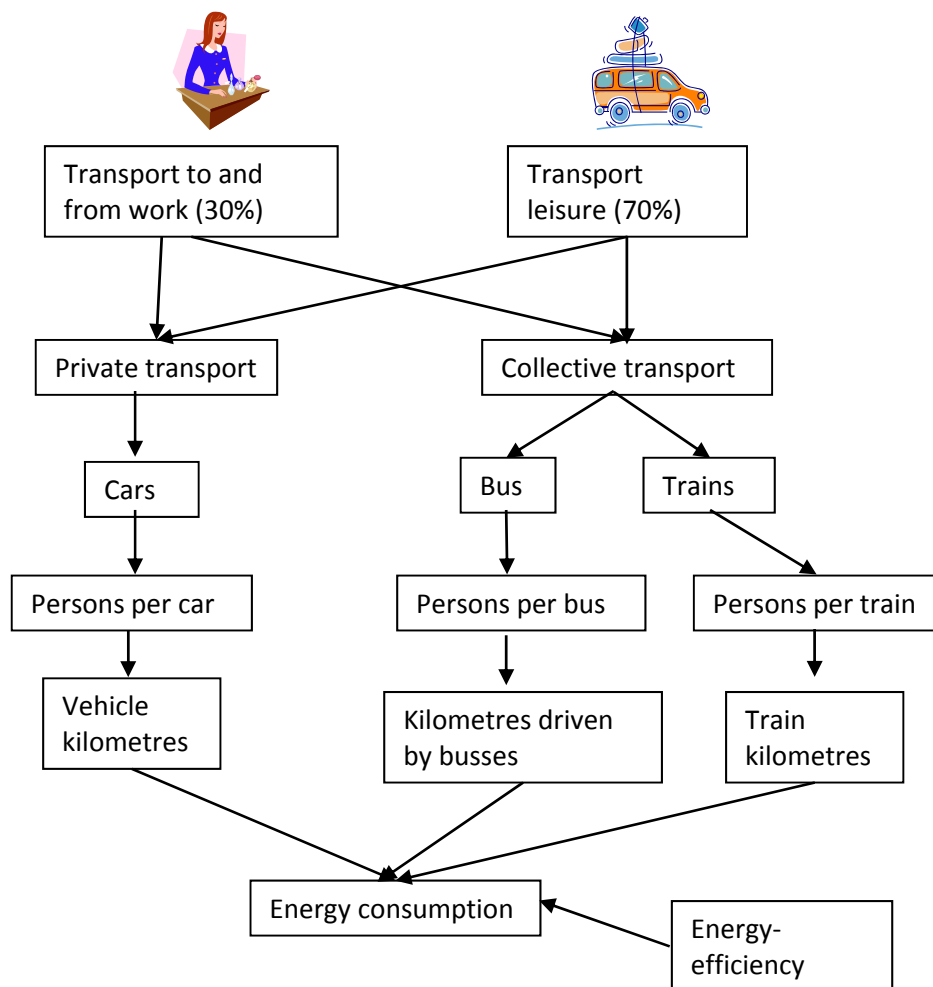 Transport to and
from work (30%)
Transport
leisure (70%)
Private transport
Collective transport
Cars
Bus
Trains
Persons per car
Persons per bus
Persons per train
Vehicle
kilometres
Kilometres driven
by busses
Train
kilometres
Energy consumption
Energy-
efficiency